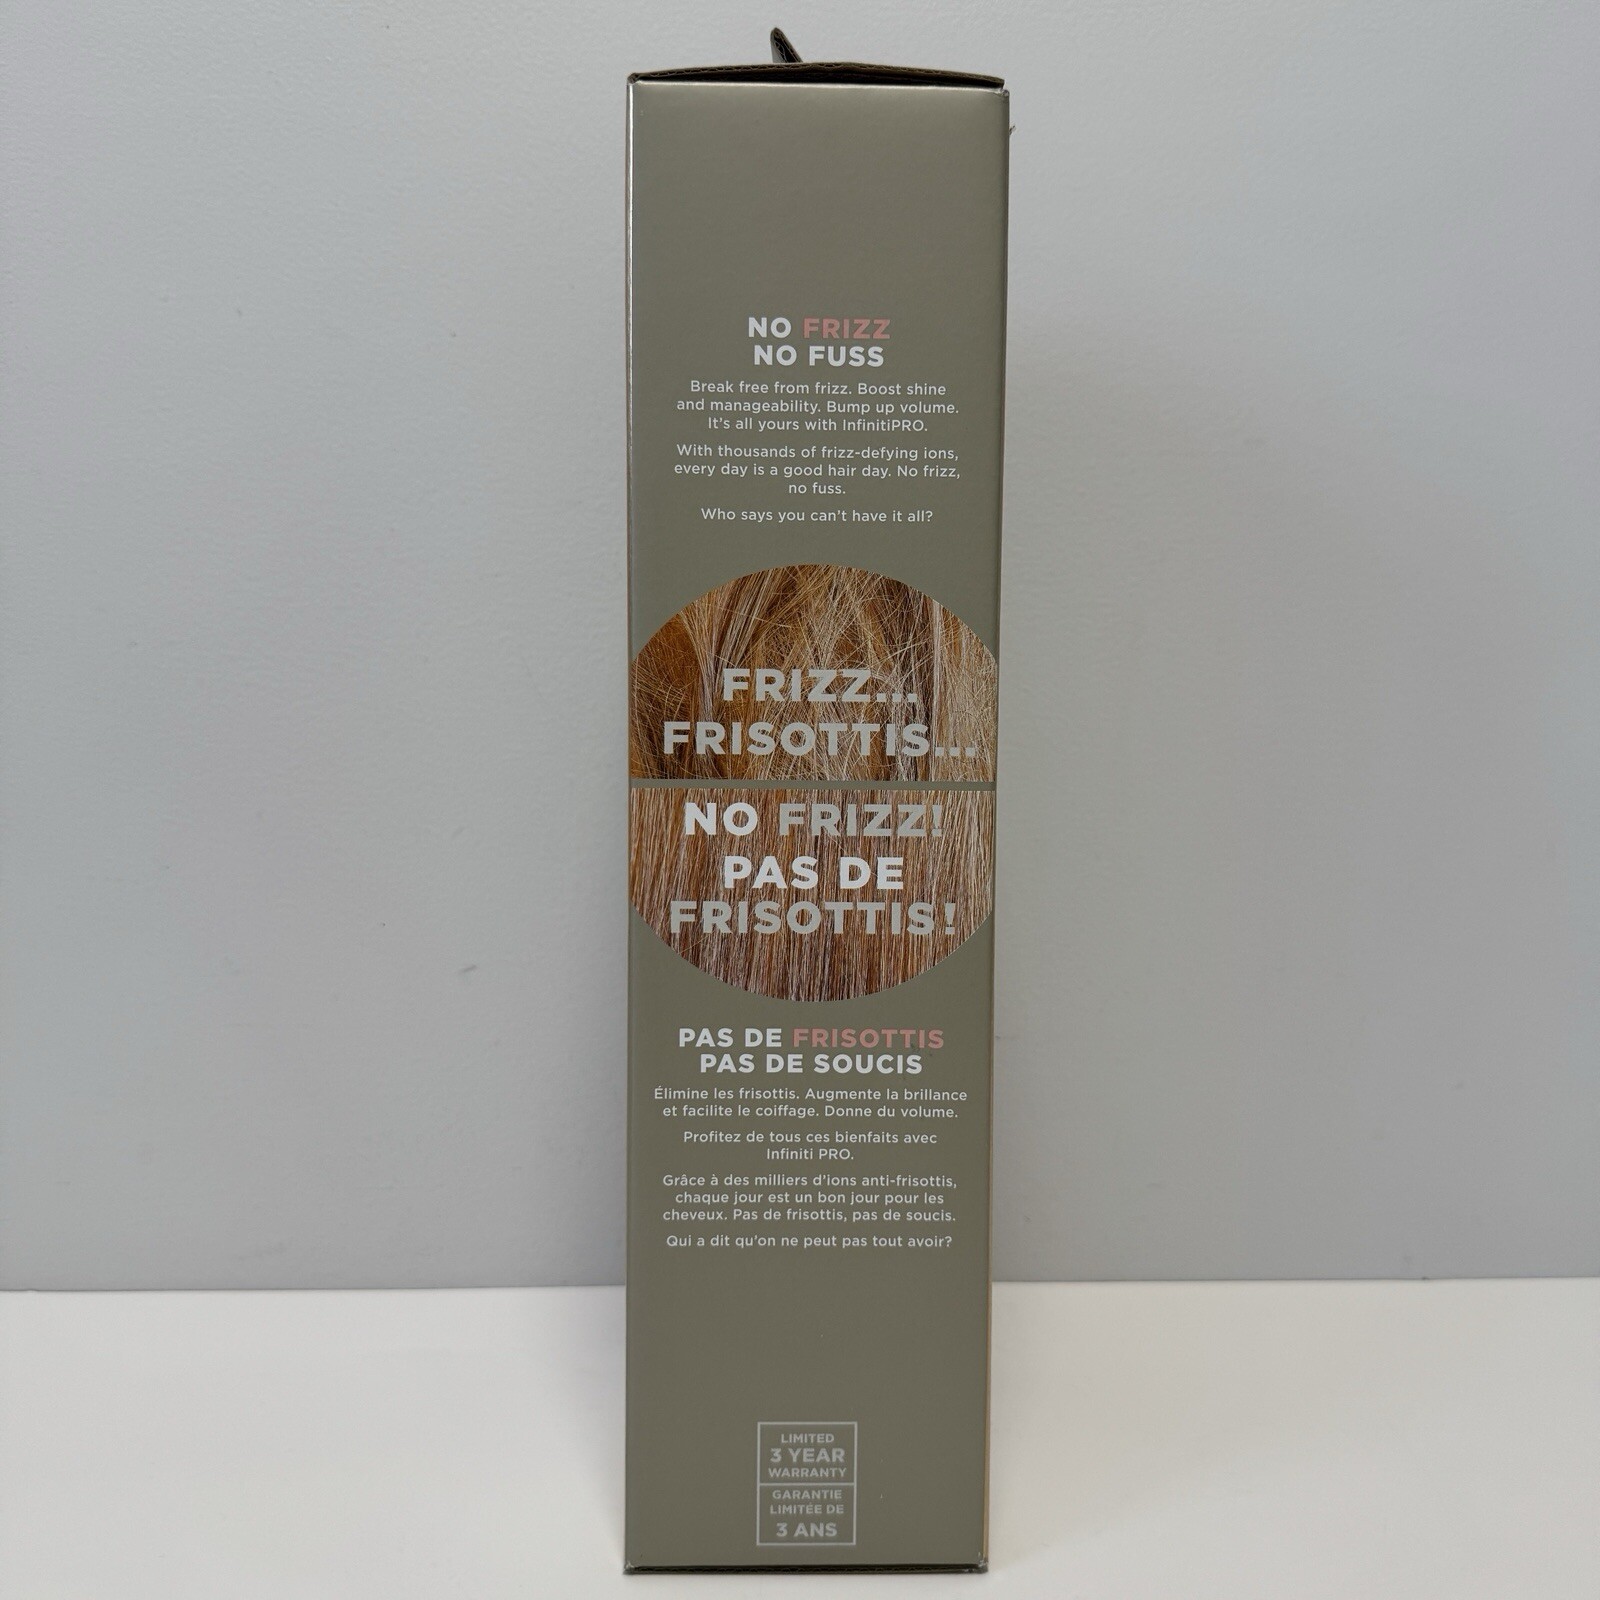 NO FRIZZ
NO FUSS
Break free from frizz. Boost shine
and manageability. Bump up volume.
It's all yours with InfinitiPRO.
With thousands of frizz-defying ions,
every day is a good hair day. No frizz,
no fuss.
Who says you can't have it all?
FRIZZ...
FRISOTTIS...
NO FRIZZ!
PAS DE
FRISOTTIS!
PAS DE FRISOTTIS
PAS DE SOUCIS
Élimine les frisottis. Augmente la brillance
et facilite le coiffage. Donne du volume.
Profitez de tous ces bienfaits avec
Infiniti PRO.
Grâce à des milliers d'ions anti-frisottis,
chaque jour est un bon jour pour les
cheveux. Pas de frisottis, pas de soucis.
Qui a dit qu'on ne peut pas tout avoir?
LIMITED
3 YEAR
WARRANTY
GARANTIE
LIMITÉE DE
3 ANS